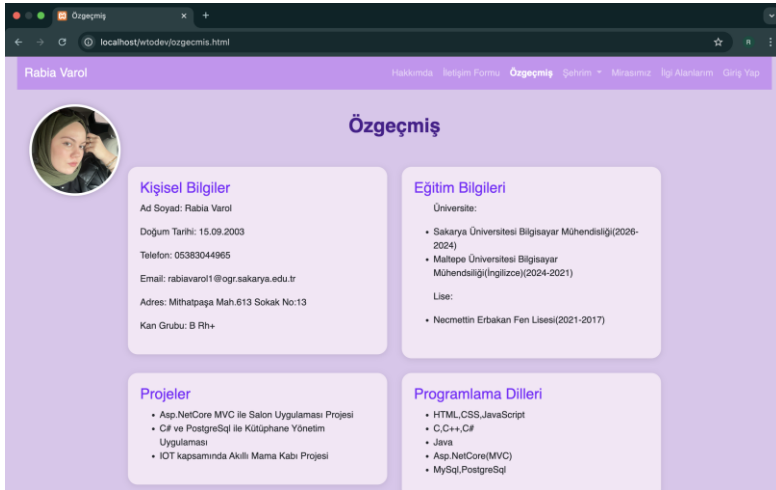 Özgeçmiş
localhost/wtodev/ozgecmis.html
R
Rabia Varol
Hakkımda İletişim Formu Özgeçmiş Şehrim Mirasımız İlgi Alanlarım Giriş Yap
Özgeçmiş
Kişisel Bilgiler
Ad Soyad: Rabia Varol
Doğum Tarihi: 15.09.2003
Telefon: 05383044965
Email: rabiavarol1@ogr.sakarya.edu.tr
Adres: Mithatpaşa Mah.613 Sokak No:13
Kan Grubu: B Rh+
Eğitim Bilgileri
Üniversite:
Sakarya Üniversitesi Bilgisayar Mühendisliği(2026-
2024)
Maltepe Üniversitesi Bilgisayar
Mühendsiliği(İngilizce)(2024-2021)
Lise:
Necmettin Erbakan Fen Lisesi(2021-2017)
Projeler
Asp.NetCore MVC ile Salon Uygulaması Projesi
C# ve PostgreSql ile Kütüphane Yönetim
Uygulaması
IOT kapsamında Akıllı Mama Kabı Projesi
Programlama Dilleri
HTML,CSS,JavaScript
C,C++,C#
Java
Asp.NetCore(MVC)
MySql,PostgreSql